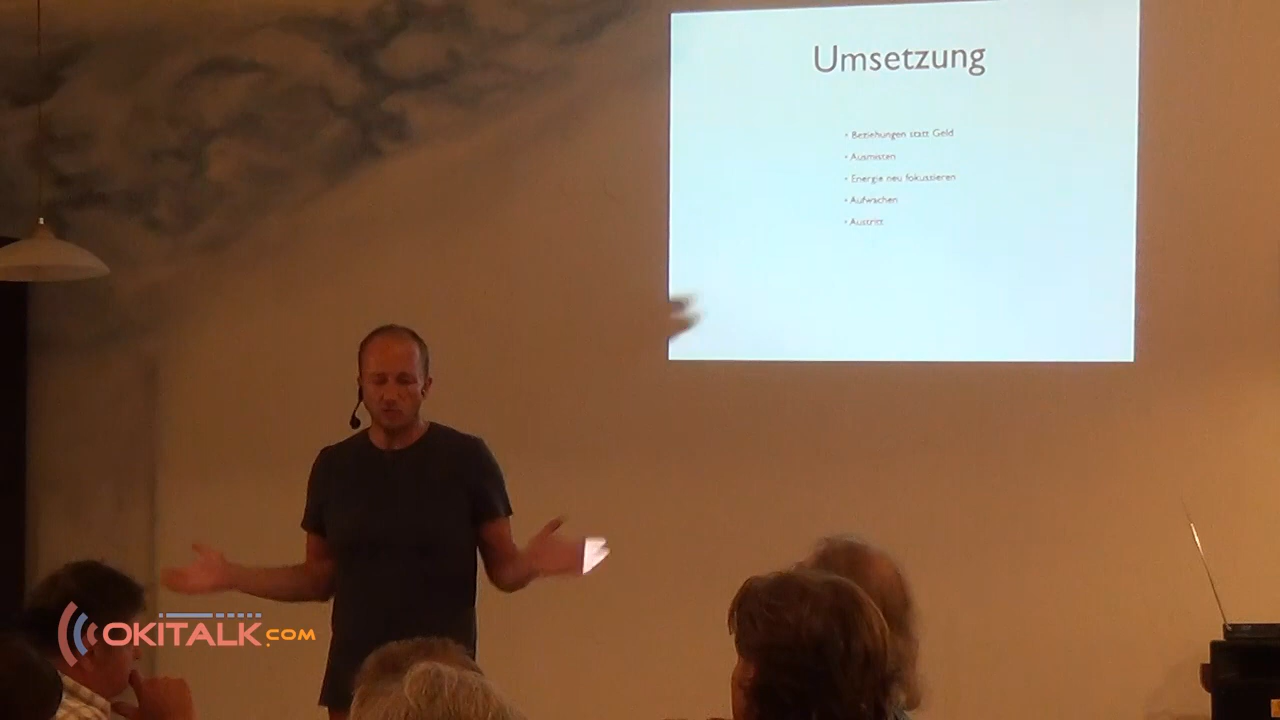 Umsetzung
• Beziehungen statt Geld
• Ausmisten
• Energie neu fokussieren
• Aufwachen
• Austritt
OKITALK.COM